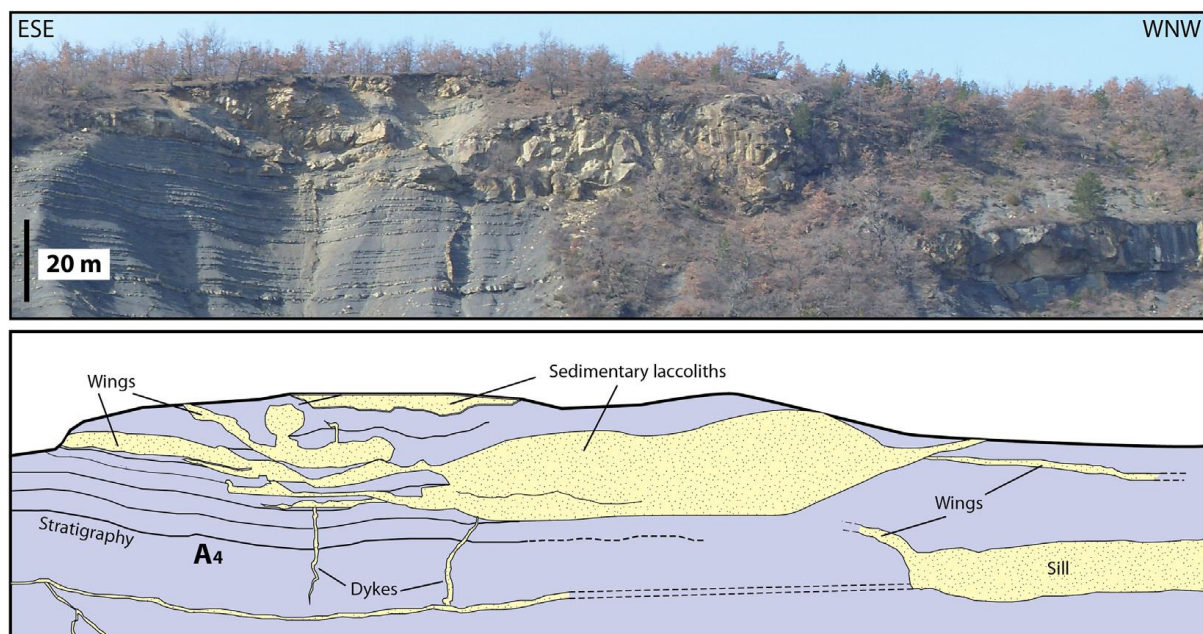 ESE
WNW
20 m
Wings
Sedimentary laccoliths
Wings
Stratigraphy
A4
Dykes
Sill